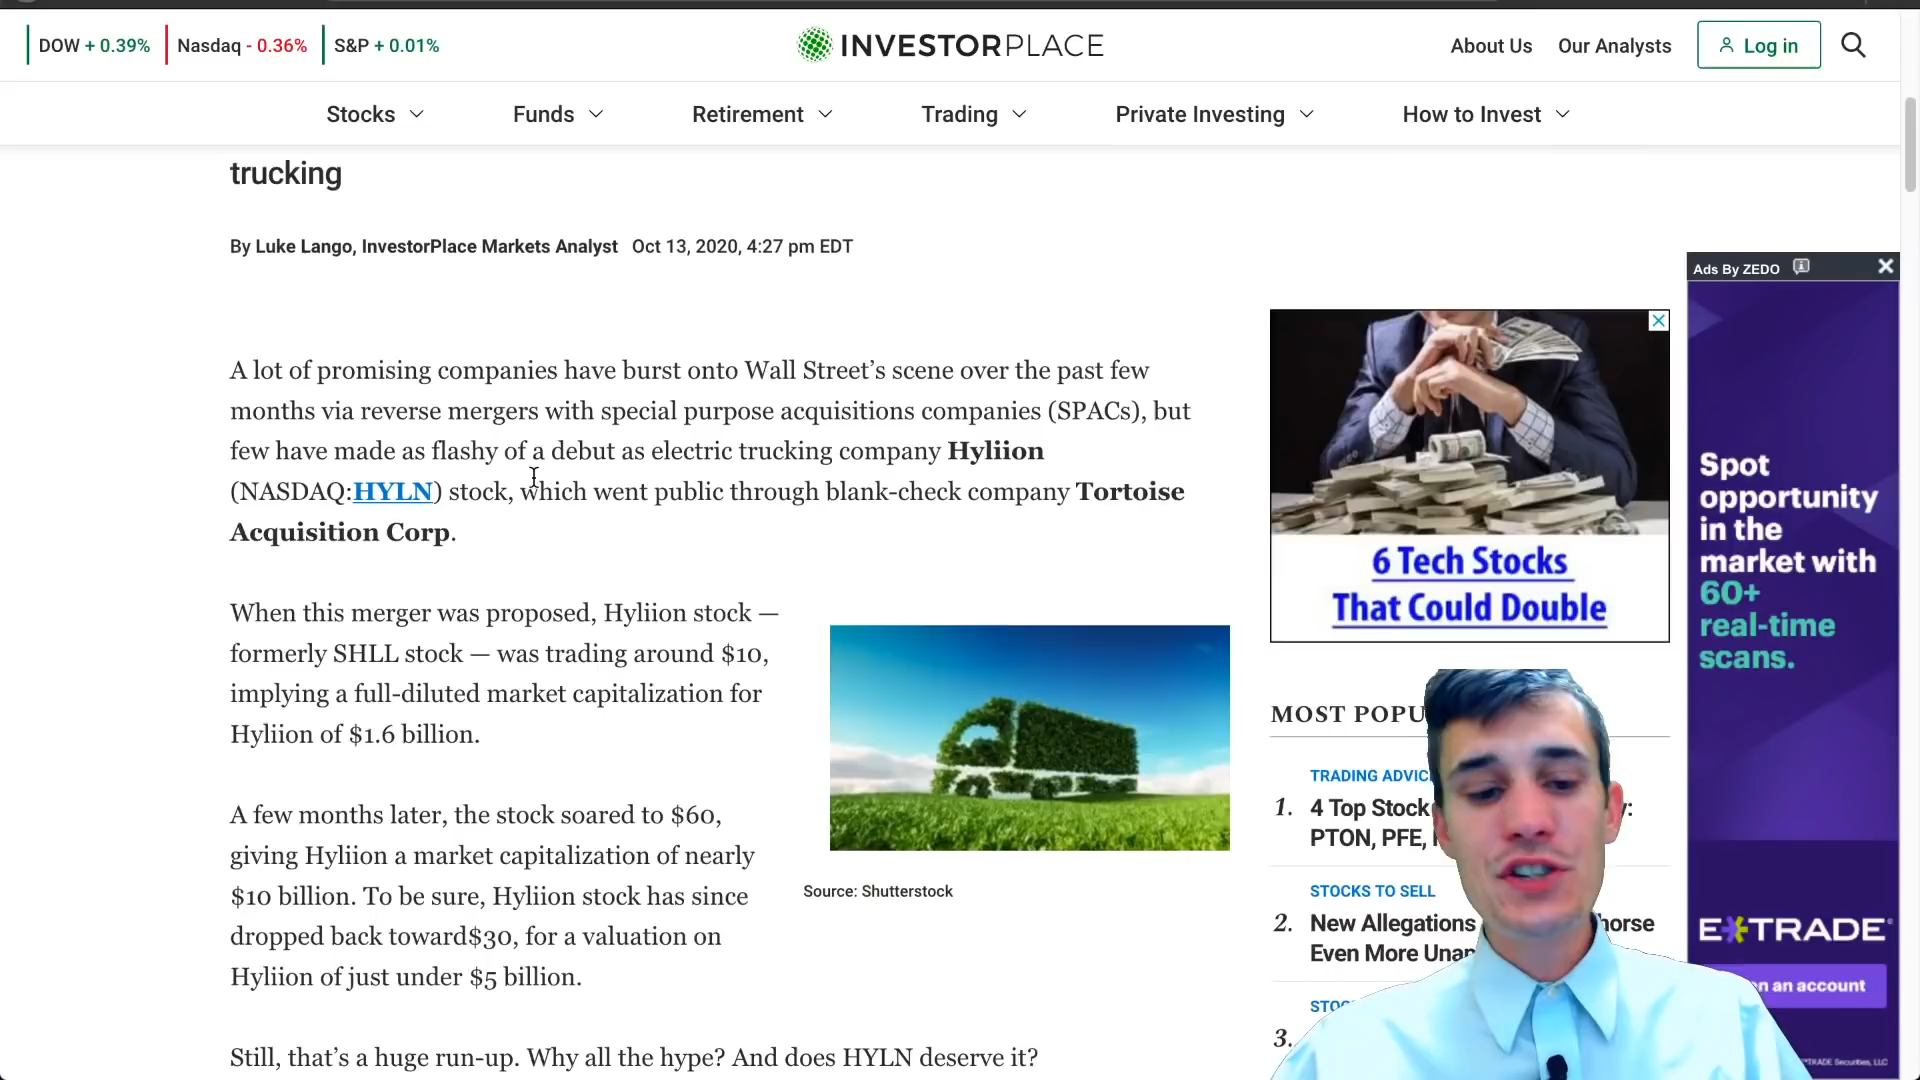 DOW + 0.39%
Nasdaq - 0.36%
S&P + 0.01%
INVESTORPLACE
About Us
Our Analysts
Log in
Stocks
Funds
Retirement
Trading
Private Investing
How to Invest
trucking
By Luke Lango, InvestorPlace Markets Analyst Oct 13, 2020, 4:27 pm EDT
A lot of promising companies have burst onto Wall Street’s scene over the past few
months via reverse mergers with special purpose acquisitions companies (SPACs), but
few have made as flashy of a debut as electric trucking company Hyliion
(NASDAQ:HYLN) stock, which went public through blank-check company Tortoise
Acquisition Corp.
When this merger was proposed, Hyliion stock —
formerly SHLL stock — was trading around $10,
implying a full-diluted market capitalization for
Hyliion of $1.6 billion.
A few months later, the stock soared to $60,
giving Hyliion a market capitalization of nearly
$10 billion. To be sure, Hyliion stock has since
dropped back toward$30, for a valuation on
Hyliion of just under $5 billion.
Source: Shutterstock
Still, that’s a huge run-up. Why all the hype? And does HYLN deserve it?
6 Tech Stocks
That Could Double
MOST POPU
TRADING ADVIC
1. 4 Top Stock
PTON, PFE,
STOCKS TO SELL
2. New Allegations horse
Even More Unap
STOC
3.
Ads By ZEDO
Spot
opportunity
in the
market with
60+
real-time
scans.
E*TRADE
an account
Securities, LLC